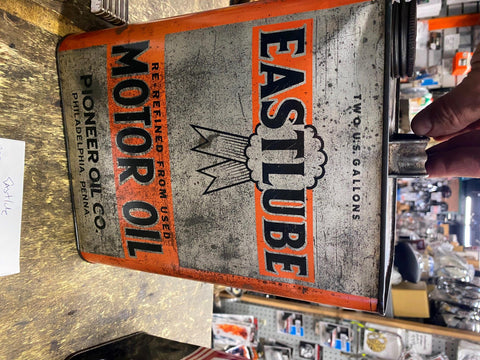 TWO U.S. GALLONS
EASTLUBE
RE-REFINED FROM USED
MOTOR OIL
PIONEER OIL CO.
PHILADELPHIA, PENNA.